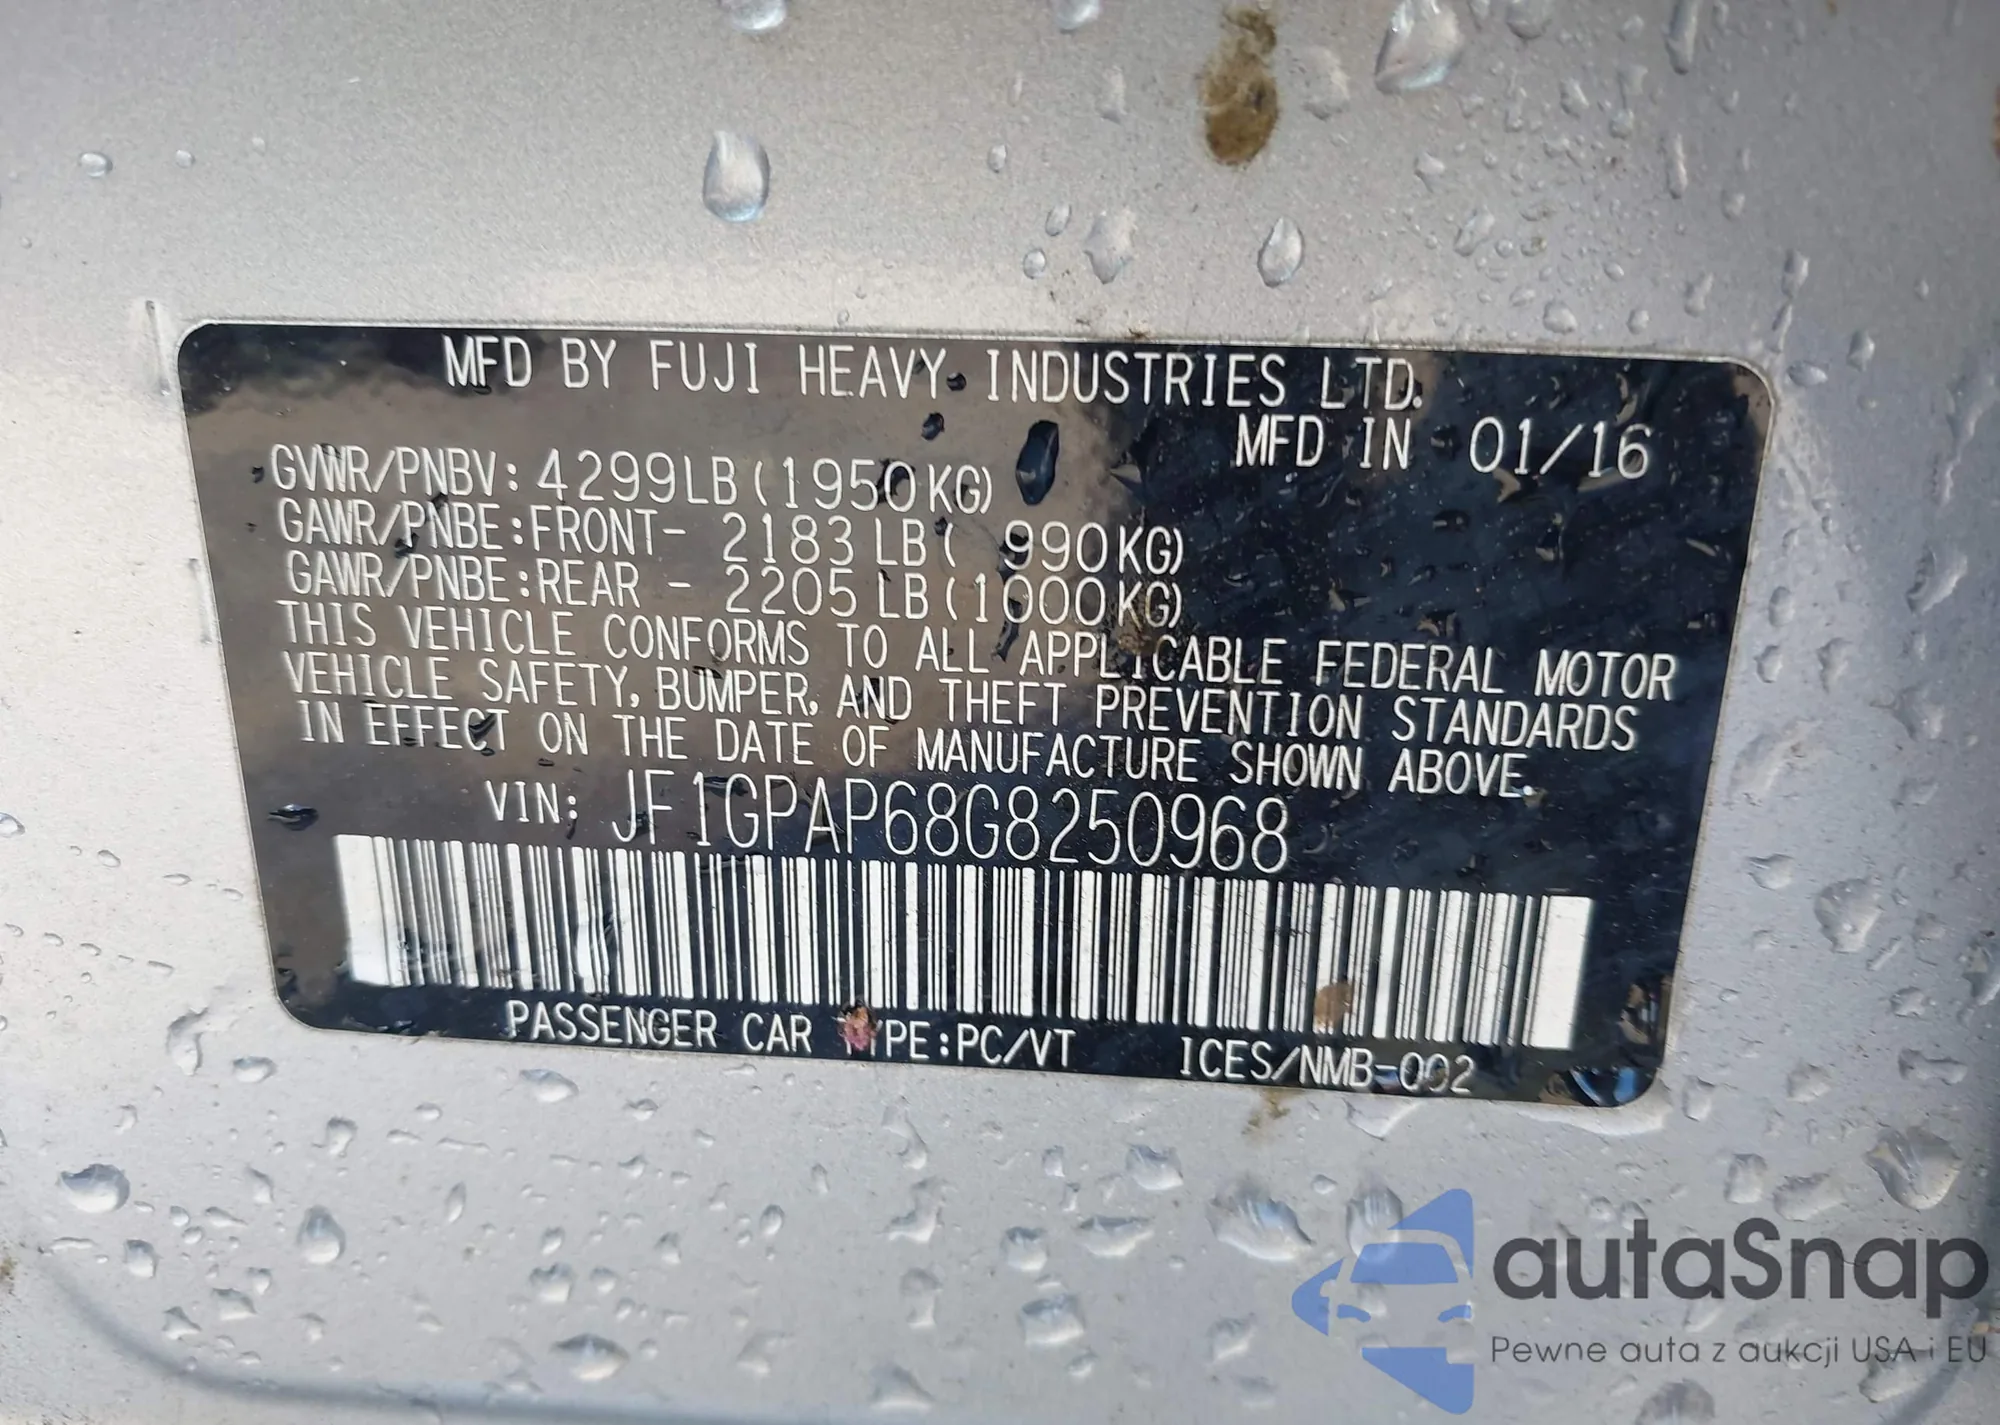 MFD BY FUJI HEAVY INDUSTRIES LTD.
MFD IN 01/16
GVWR/PNBV: 4299LB (1950KG)
GAWR/PNBE:FRONT- 2183 LB ( 990KG)
GAWR/PNBE:REAR - 2205 LB (1000KG)
THIS VEHICLE CONFORMS TO ALL APPLICABLE FEDERAL MOTOR
VEHICLE SAFETY, BUMPER, AND THEFT PREVENTION STANDARDS
IN EFFECT ON THE DATE OF MANUFACTURE SHOWN ABOVE.
VIN: JF1GPAP68G8250968
PASSENGER CAR TYPE:PC/VT ICES/NMB-002
autaSnap
Pewne auta z aukcji USA i EU